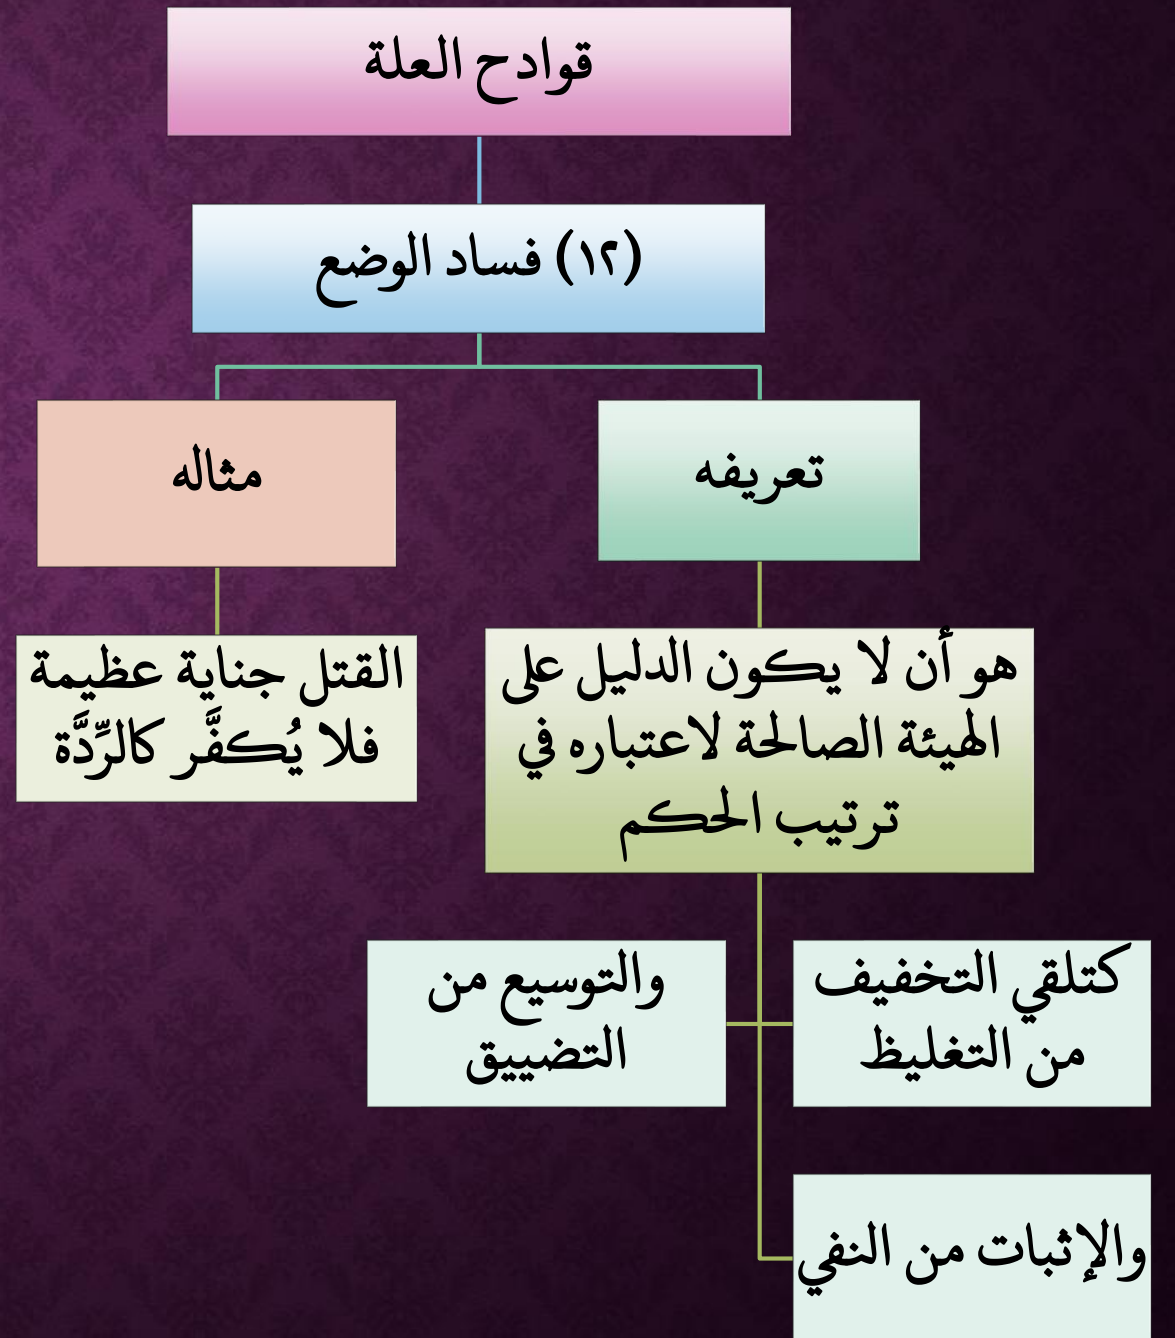 قوادح العلة
(١٢) فساد الوضع
تعريفه
هو أن لا يكون الدليل على
الهيئة الصالحة لاعتباره في
ترتيب الحكم
كتلقي التخفيف
من التغليظ
والتوسيع من
التضييق
والإثبات من النفي
مثاله
القتل جناية عظيمة
فلا يُكفَّر كالرِّدَّة